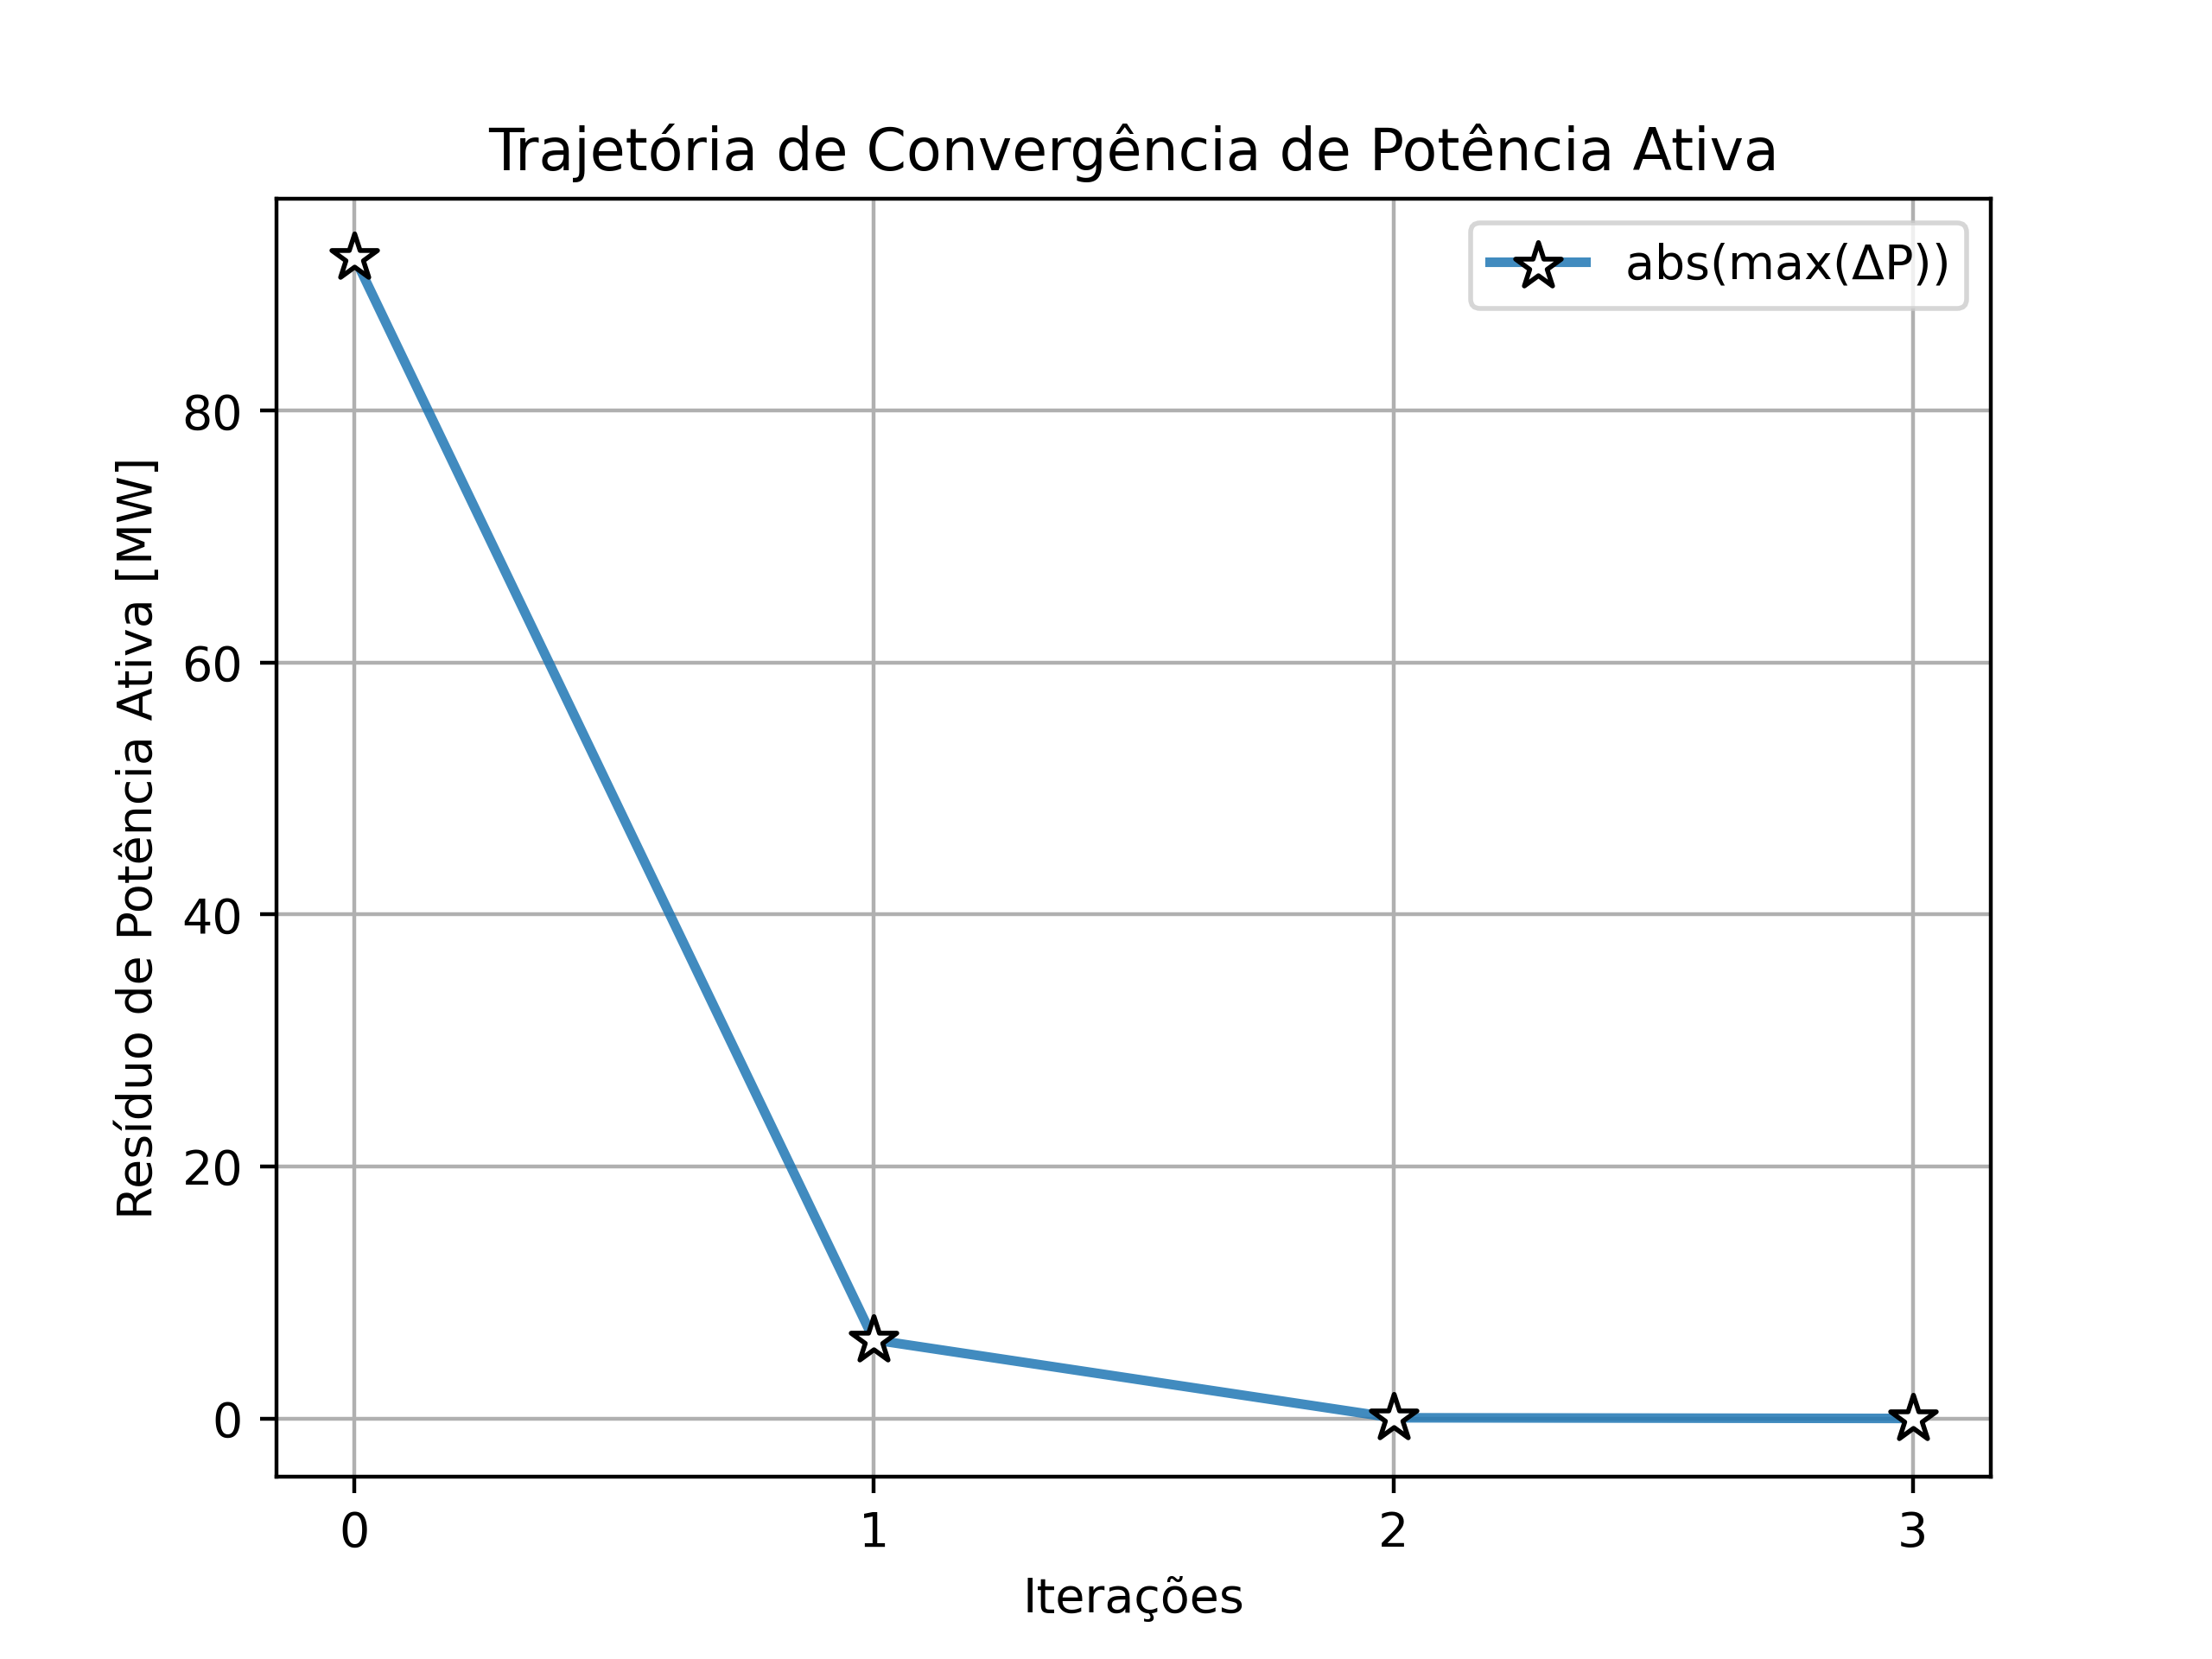 Trajetória de Convergência de Potência Ativa
abs(max(ΔP))
Resíduo de Potência Ativa [MW]
80
60
40
20
0
0 1 2 3
Iterações